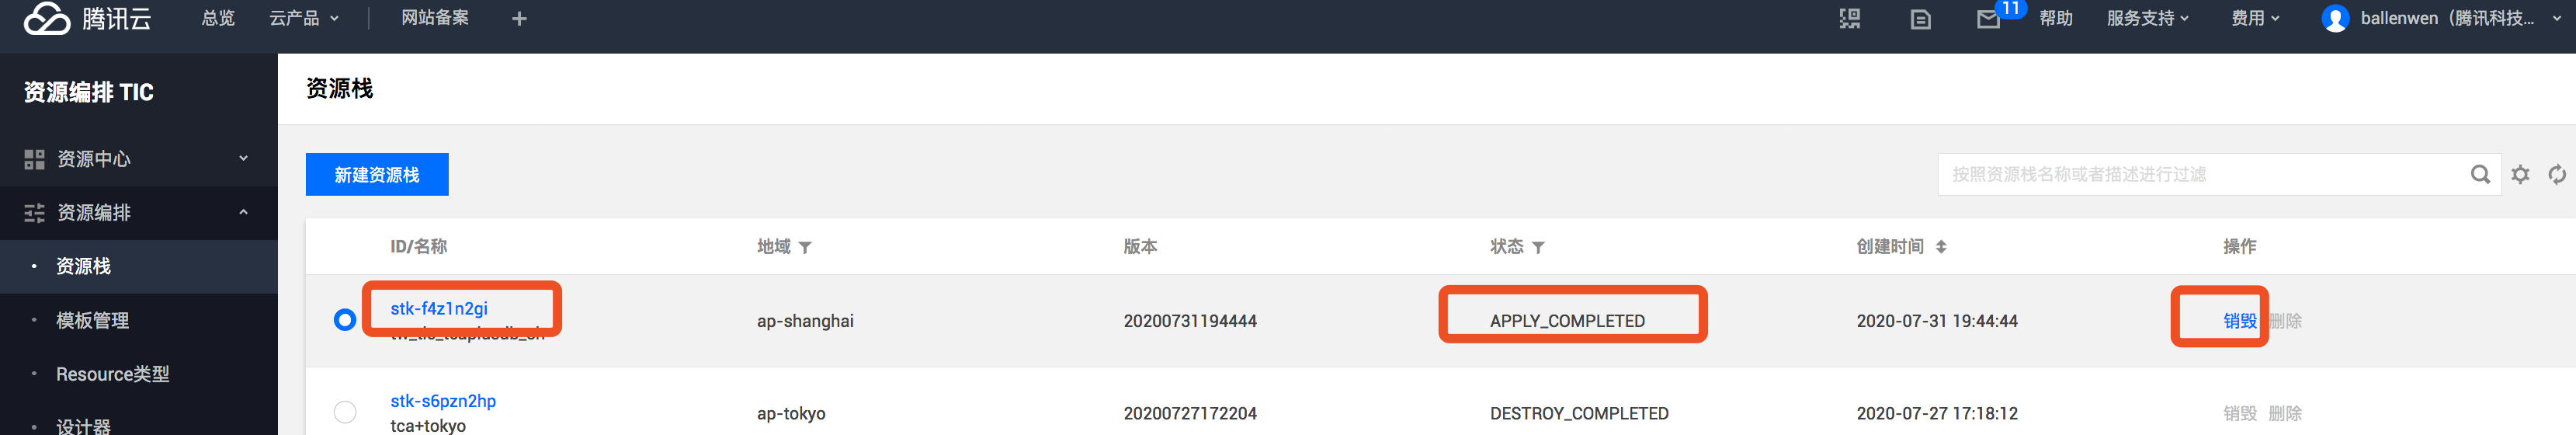 腾讯云 总览 云产品 网站备案 + 11 帮助 服务支持 费用 ballenwen（腾讯科技...
资源编排 TIC
资源中心
资源编排
资源栈
模板管理
Resource类型
设计器
资源栈
新建资源栈
按照资源栈名称或者描述进行过滤
ID/名称 地域 版本 状态 创建时间 操作
stk-f4z1n2gi
ap-shanghai 20200731194444 APPLY_COMPLETED 2020-07-31 19:44:44 销毁 删除
stk-s6pzn2hp
tca+tokyo
ap-tokyo 20200727172204 DESTROY_COMPLETED 2020-07-27 17:18:12 销毁 删除